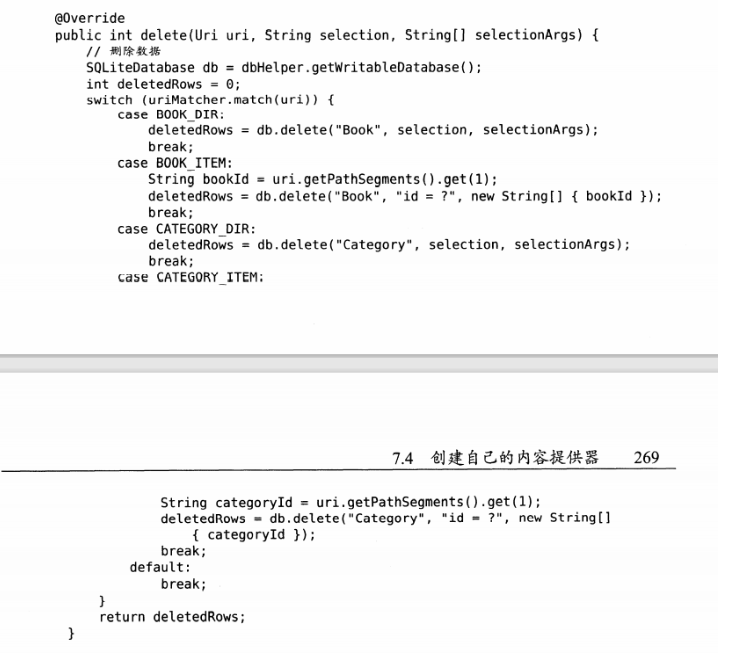 @Override
public int delete(Uri uri, String selection, String[] selectionArgs) {
// 删除数据
SQLiteDatabase db = dbHelper.getWritableDatabase();
int deletedRows = 0;
switch (uriMatcher.match(uri)) {
case BOOK_DIR:
deletedRows = db.delete("Book", selection, selectionArgs);
break;
case BOOK_ITEM:
String bookId = uri.getPathSegments().get(1);
deletedRows = db.delete("Book", "id = ?", new String[] { bookId });
break;
case CATEGORY_DIR:
deletedRows = db.delete("Category", selection, selectionArgs);
break;
case CATEGORY_ITEM:
7.4 创建自己的内容提供器 269
String categoryId = uri.getPathSegments().get(1);
deletedRows = db.delete("Category", "id = ?", new String[]
{ categoryId });
break;
default:
break;
}
return deletedRows;
}